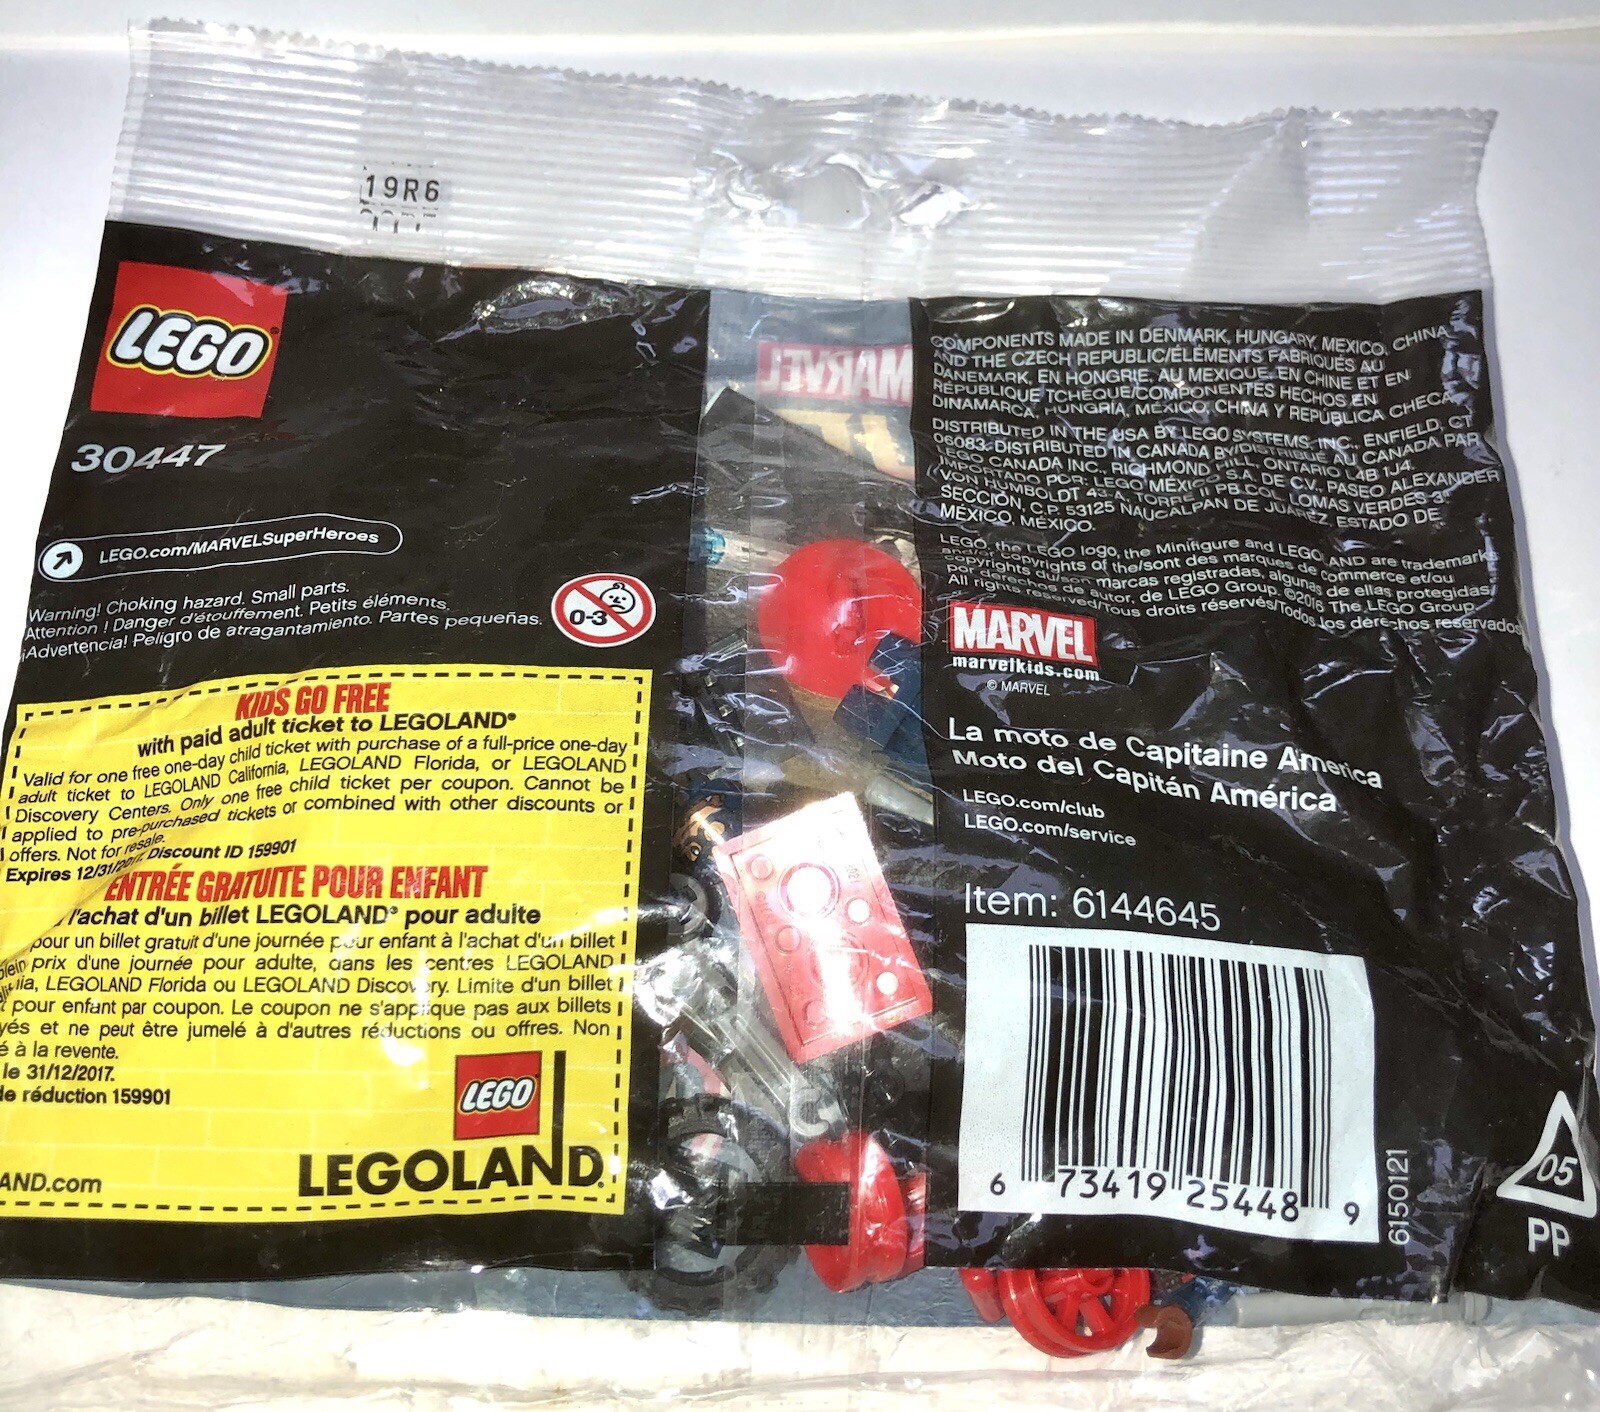 19R6
LEGO
30447
LEGO.com/MARVELSuperHeroes
Warning! Choking hazard. Small parts.
Attention ! Danger d'étouffement. Petits éléments.
¡Advertencia! Peligro de atragantamiento. Partes pequeñas.
0-3
KIDS GO FREE
with paid adult ticket to LEGOLAND®
Valid for one free one-day child ticket with purchase of a full-price one-day
adult ticket to LEGOLAND California, LEGOLAND Florida, or LEGOLAND
Discovery Centers. Only one free child ticket per coupon. Cannot be
applied to pre-purchased tickets or combined with other discounts or
offers. Not for resale.
Expires 12/31/2017. Discount ID 159901
ENTRÉE GRATUITE POUR ENFANT
l'achat d'un billet LEGOLAND® pour adulte
pour un billet gratuit d'une journée pour enfant à l'achat d'un billet
plein prix d'une journée pour adulte, dans les centres LEGOLAND
LEGOLAND Florida ou LEGOLAND Discovery. Limite d'un billet
pour enfant par coupon. Le coupon ne s'applique pas aux billets
et ne peut être jumelé à d'autres réductions ou offres. Non
à la revente.
le 31/12/2017.
de réduction 159901
LEGO
LEGOLAND®
AND.com
MARVEL
COMPONENTS MADE IN DENMARK, HUNGARY, MEXICO, CHINA
AND THE CZECH REPUBLIC/ÉLÉMENTS FABRIQUÉS AU
DANEMARK, EN HONGRIE, AU MEXIQUE, EN CHINE ET EN
RÉPUBLIQUE TCHÈQUE/COMPONENTES HECHOS EN
DINAMARCA, HUNGRÍA, MÉXICO, CHINA Y REPÚBLICA CHECA.
DISTRIBUTED IN THE USA BY LEGO SYSTEMS, INC., ENFIELD, CT
06083. DISTRIBUTED IN CANADA BY/DISTRIBUÉ AU CANADA PAR
LEGO CANADA INC., RICHMOND HILL, ONTARIO L4B 1J4.
IMPORTADO POR: LEGO MÉXICO S.A. DE C.V., PASEO ALEXANDER
VON HUMBOLDT 43-A, TORRE II PB COL. LOMAS VERDES 3ª
SECCIÓN, C.P. 53125 NAUCALPAN DE JUÁREZ, ESTADO DE
MÉXICO, MÉXICO.
LEGO, the LEGO logo, the Minifigure and LEGOLAND are trademarks
and/or copyrights of the/sont des marques de commerce et/ou
copyrights du/son marcas registradas, algunas de ellas protegidas
por derechos de autor, de LEGO Group. ©2016 The LEGO Group.
All rights reserved/Tous droits réservés/Todos los derechos reservados
MARVEL
marvelkids.com
© MARVEL
La moto de Capitaine America
Moto del Capitán América
LEGO.com/club
LEGO.com/service
Item: 6144645
6 73419 25448 9
6150121
05
PP